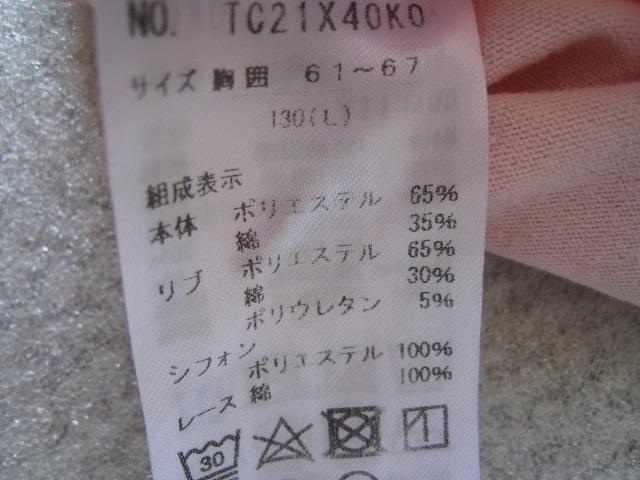 NO. TC21X40K0
サイズ 胸囲 61~67
130(L)
組成表示
本体 ポリエステル 65%
綿 35%
リブ ポリエステル 65%
綿 30%
ポリウレタン 5%
シフォン ポリエステル 100%
レース 綿 100%
30